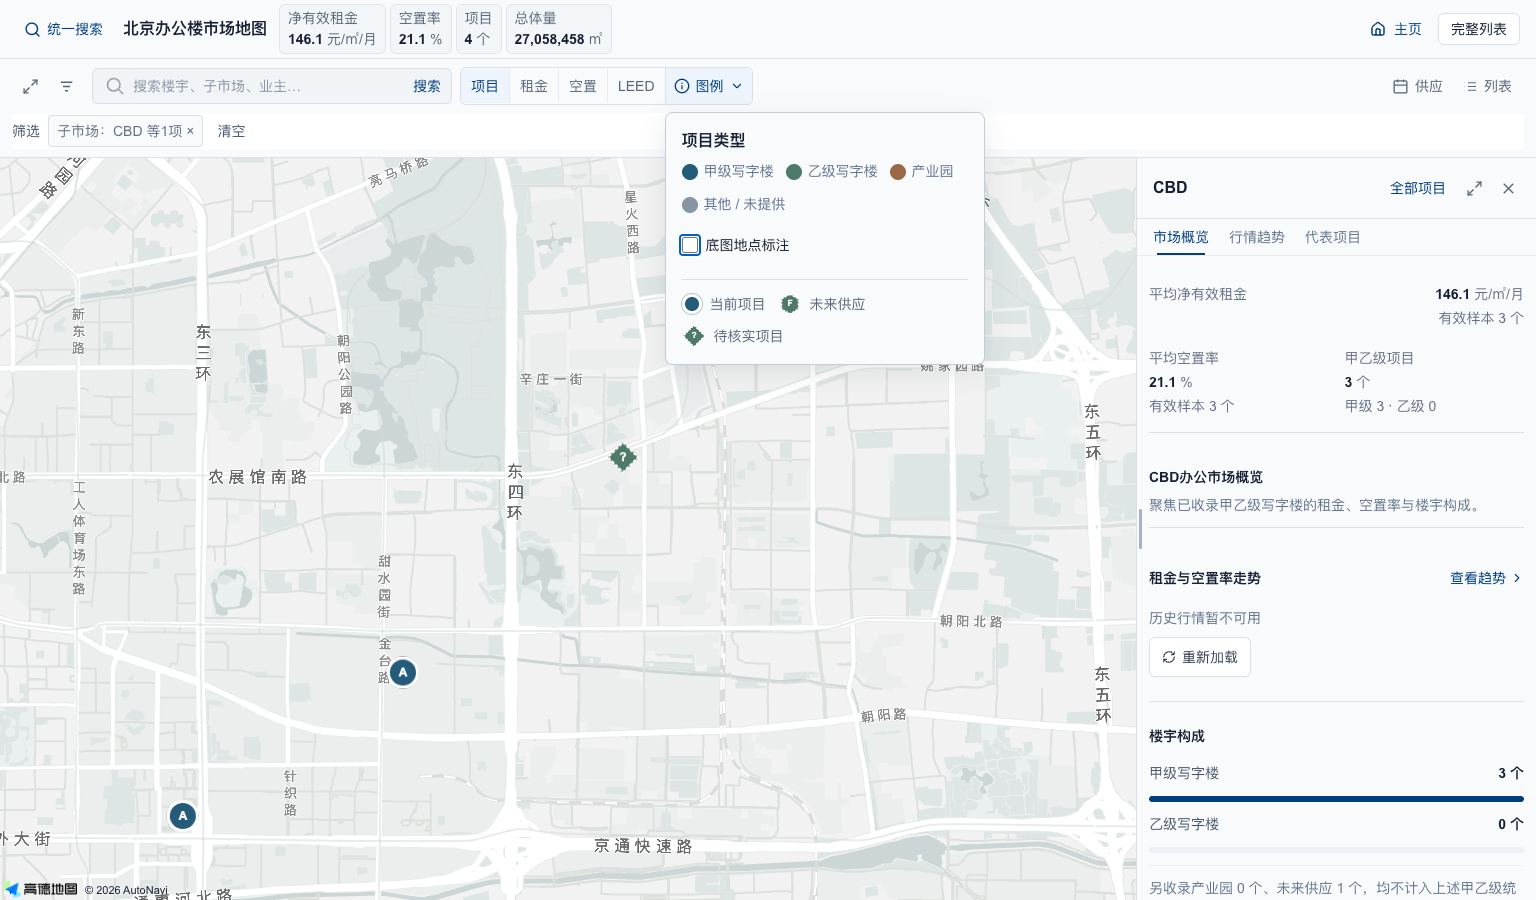 统一搜索
北京办公楼市场地图
净有效租金
146.1 元/㎡/月
空置率
21.1 %
项目
4 个
总体量
27,058,458 ㎡
主页
完整列表
搜索楼宇、子市场、业主…
搜索
项目
租金
空置
LEED
图例
供应
列表
筛选
子市场：CBD 等1项 ×
清空
项目类型
甲级写字楼
乙级写字楼
产业园
其他 / 未提供
底图地点标注
当前项目
F
未来供应
?
待核实项目
亮马桥路
星火西路
新东路
东三环
朝阳公园路
辛庄一街
姚家园路
东五环
北路
农展馆南路
东四环
?
工人体育场东路
甜水园街
金台路
A
朝阳北路
东五环
朝阳路
针织路
A
外大街
京通快速路
通惠河北路
高德地图
© 2026 AutoNavi
CBD
全部项目
市场概览
行情趋势
代表项目
平均净有效租金
146.1 元/㎡/月
有效样本 3 个
平均空置率
21.1 %
有效样本 3 个
甲乙级项目
3 个
甲级 3 · 乙级 0
CBD办公市场概览
聚焦已收录甲乙级写字楼的租金、空置率与楼宇构成。
租金与空置率走势
查看趋势
历史行情暂不可用
重新加载
楼宇构成
甲级写字楼
3 个
乙级写字楼
0 个
另收录产业园 0 个、未来供应 1 个，均不计入上述甲乙级统